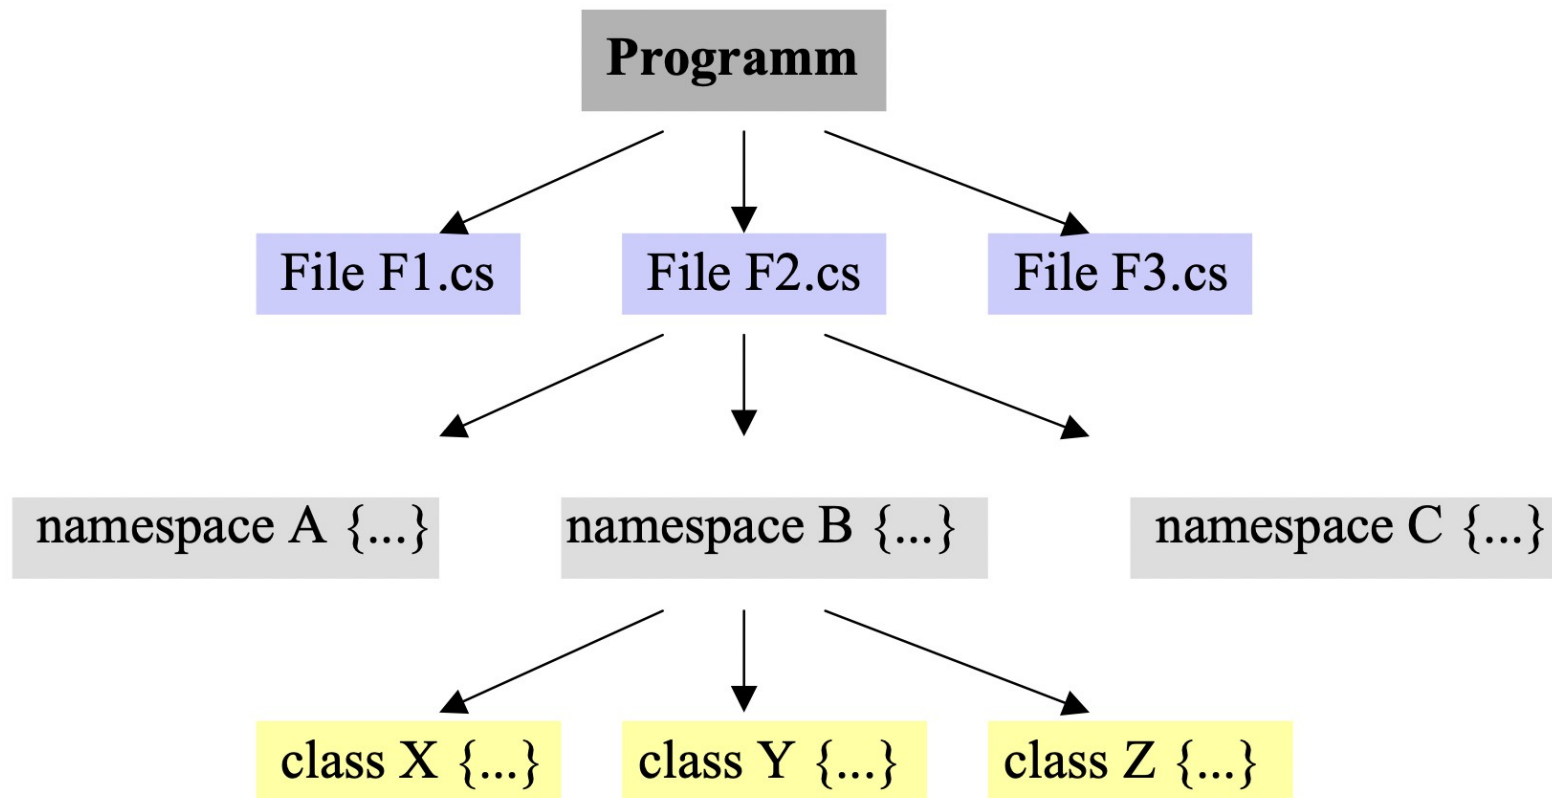 Programm
File F1.cs
File F2.cs
File F3.cs
namespace A {...}
namespace B {...}
namespace C {...}
class X {...}
class Y {...}
class Z {...}